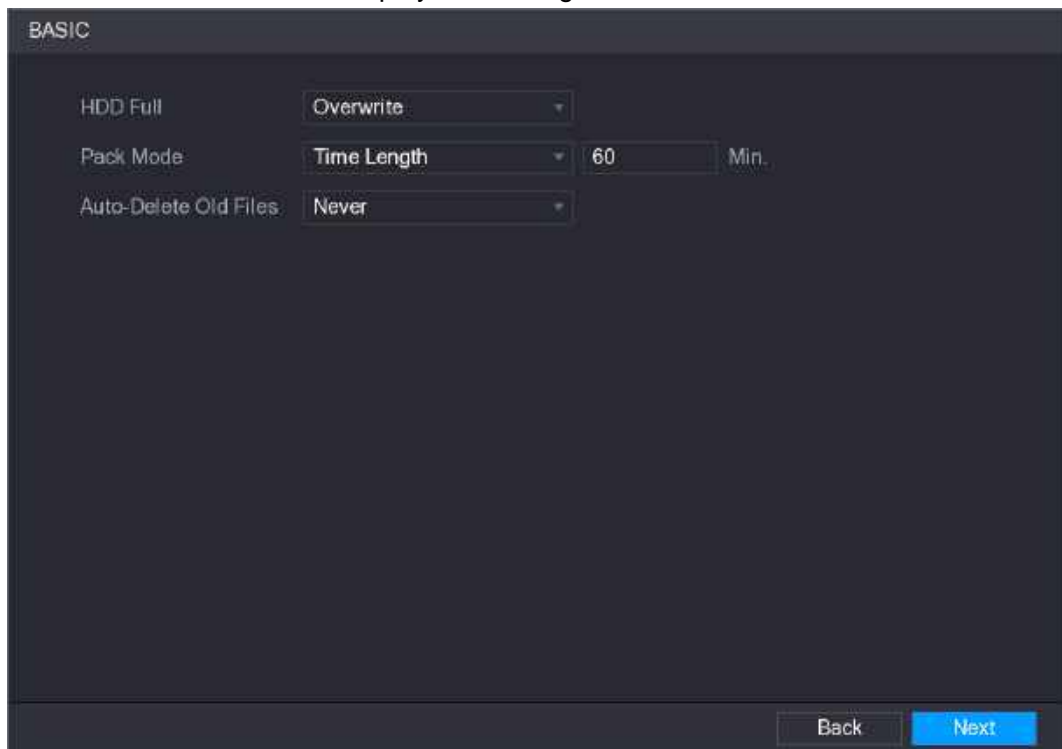 BASIC
HDD Full Overwrite
Pack Mode Time Length 60 Min.
Auto-Delete Old Files Never
Back Next